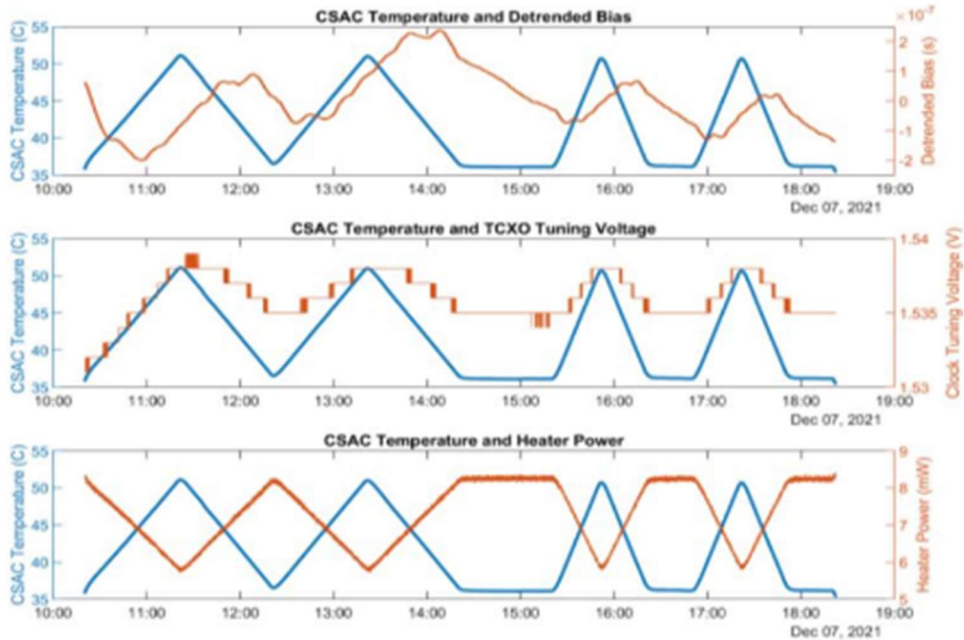 CSAC Temperature and Detrended Bias
×10⁻⁷
CSAC Temperature (C)
55
50
45
40
35
2
1
0
-1
-2
Detrended Bias (s)
10:00 11:00 12:00 13:00 14:00 15:00 16:00 17:00 18:00 19:00
Dec 07, 2021
CSAC Temperature and TCXO Tuning Voltage
CSAC Temperature (C)
55
50
45
40
35
1.54
1.535
1.53
Clock Tuning Voltage (V)
10:00 11:00 12:00 13:00 14:00 15:00 16:00 17:00 18:00 19:00
Dec 07, 2021
CSAC Temperature and Heater Power
CSAC Temperature (C)
55
50
45
40
35
9
8
7
6
5
Heater Power (mW)
10:00 11:00 12:00 13:00 14:00 15:00 16:00 17:00 18:00 19:00
Dec 07, 2021